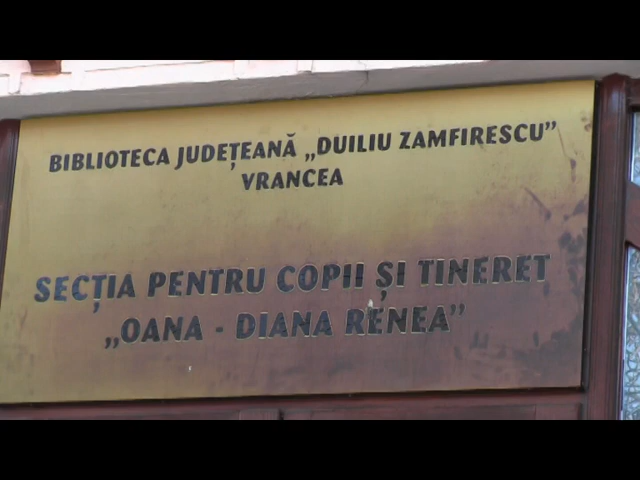 BIBLIOTECA JUDEȚEANĂ „DUILIU ZAMFIRESCU”
VRANCEA
SECȚIA PENTRU COPII ȘI TINERET
„OANA - DIANA RENEA”